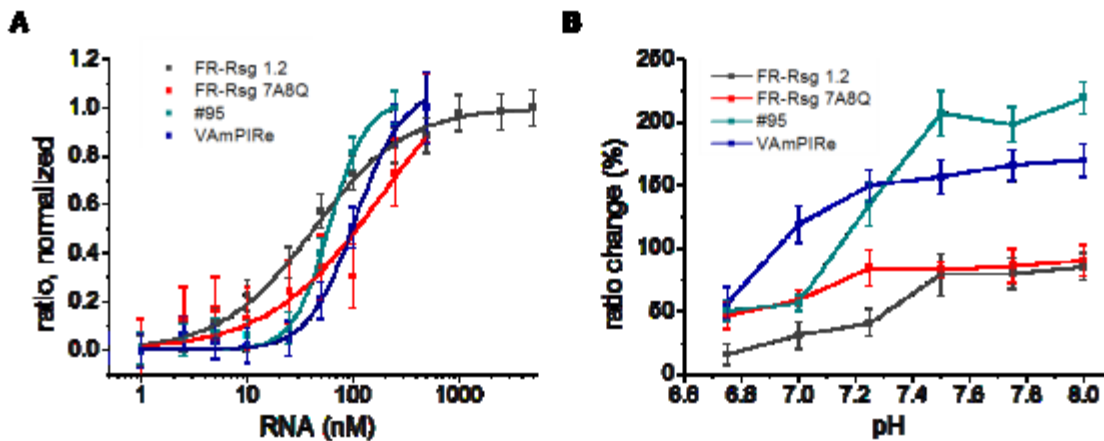 A
ratio, normalized
1.2
1.0
0.8
0.6
0.4
0.2
0.0
FR-Rsg 1.2
FR-Rsg 7A8Q
#95
VAmPIRe
1
10
100
1000
RNA (nM)
B
ratio change (%)
250
200
150
100
50
0
FR-Rsg 1.2
FR-Rsg 7A8Q
#95
VAmPIRe
6.6
6.8
7.0
7.2
7.4
7.6
7.8
8.0
pH